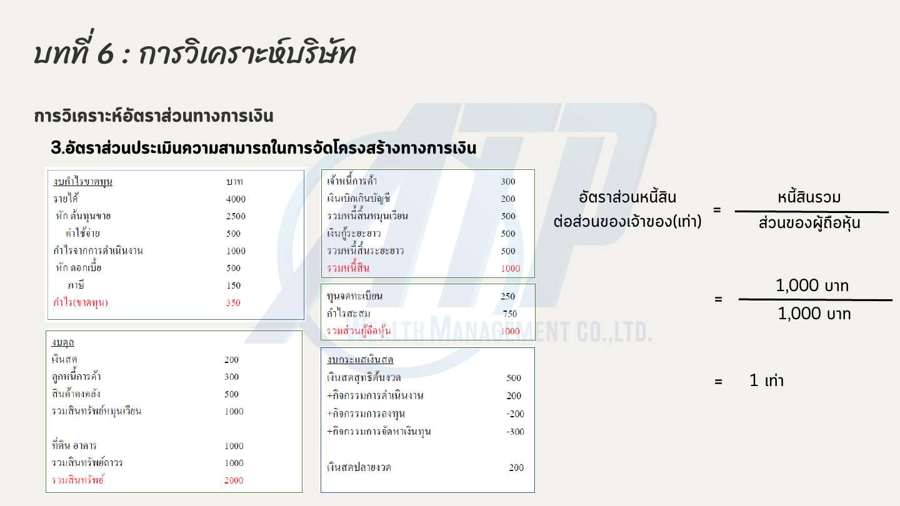 บทที่ 6 : การวิเคราะห์บริษัท
การวิเคราะห์อัตราส่วนทางการเงิน
3.อัตราส่วนประเมินความสามารถในการจัดโครงสร้างทางการเงิน
งบกำไรขาดทุน บาท
รายได้ 4000
หัก ต้นทุนขาย 2500
ค่าใช้จ่าย 500
กำไรจากการดำเนินงาน 1000
หัก ดอกเบี้ย 500
ภาษี 150
กำไร(ขาดทุน) 350
งบดุล
เงินสด 200
ลูกหนี้การค้า 300
สินค้าคงคลัง 500
รวมสินทรัพย์หมุนเวียน 1000
ที่ดิน อาคาร 1000
รวมสินทรัพย์ถาวร 1000
รวมสินทรัพย์ 2000
เจ้าหนี้การค้า 300
เงินเบิกเกินบัญชี 200
รวมหนี้สินหมุนเวียน 500
เงินกู้ระยะยาว 500
รวมหนี้สินระยะยาว 500
รวมหนี้สิน 1000
ทุนจดทะเบียน 250
กำไรสะสม 750
รวมส่วนผู้ถือหุ้น 1000
งบกระแสเงินสด
เงินสดสุทธิต้นงวด 500
+กิจกรรมการดำเนินงาน 200
+กิจกรรมการลงทุน -200
+กิจกรรมการจัดหาเงินทุน -300
เงินสดปลายงวด 200
อัตราส่วนหนี้สิน
ต่อส่วนของเจ้าของ(เท่า)
=
หนี้สินรวม
ส่วนของผู้ถือหุ้น
=
1,000 บาท
1,000 บาท
= 1 เท่า
ATP
WEALTH MANAGEMENT CO.,LTD.